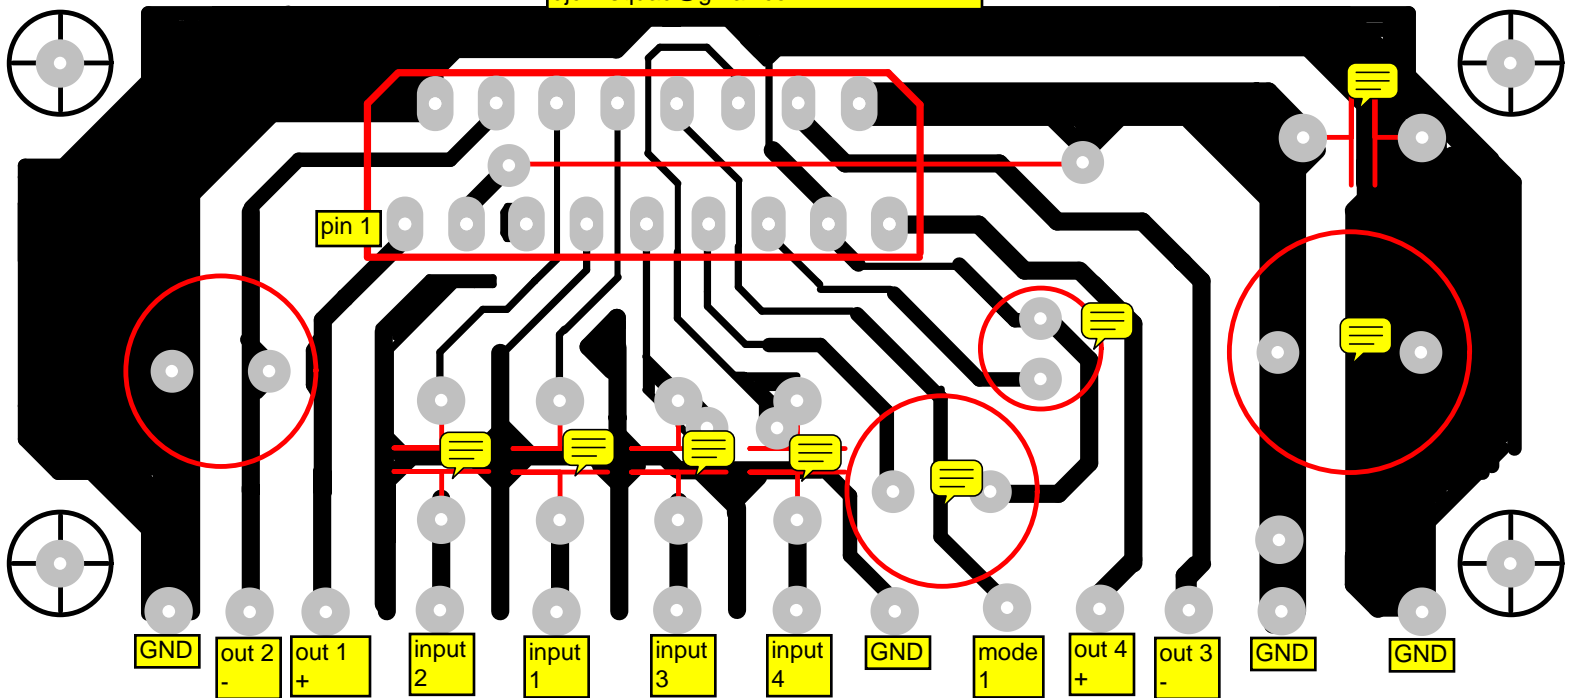 pin 1
GND
out 2
-
out 1
+
input
2
input
1
input
3
input
4
GND
mode
1
out 4
+
out 3
-
GND
GND